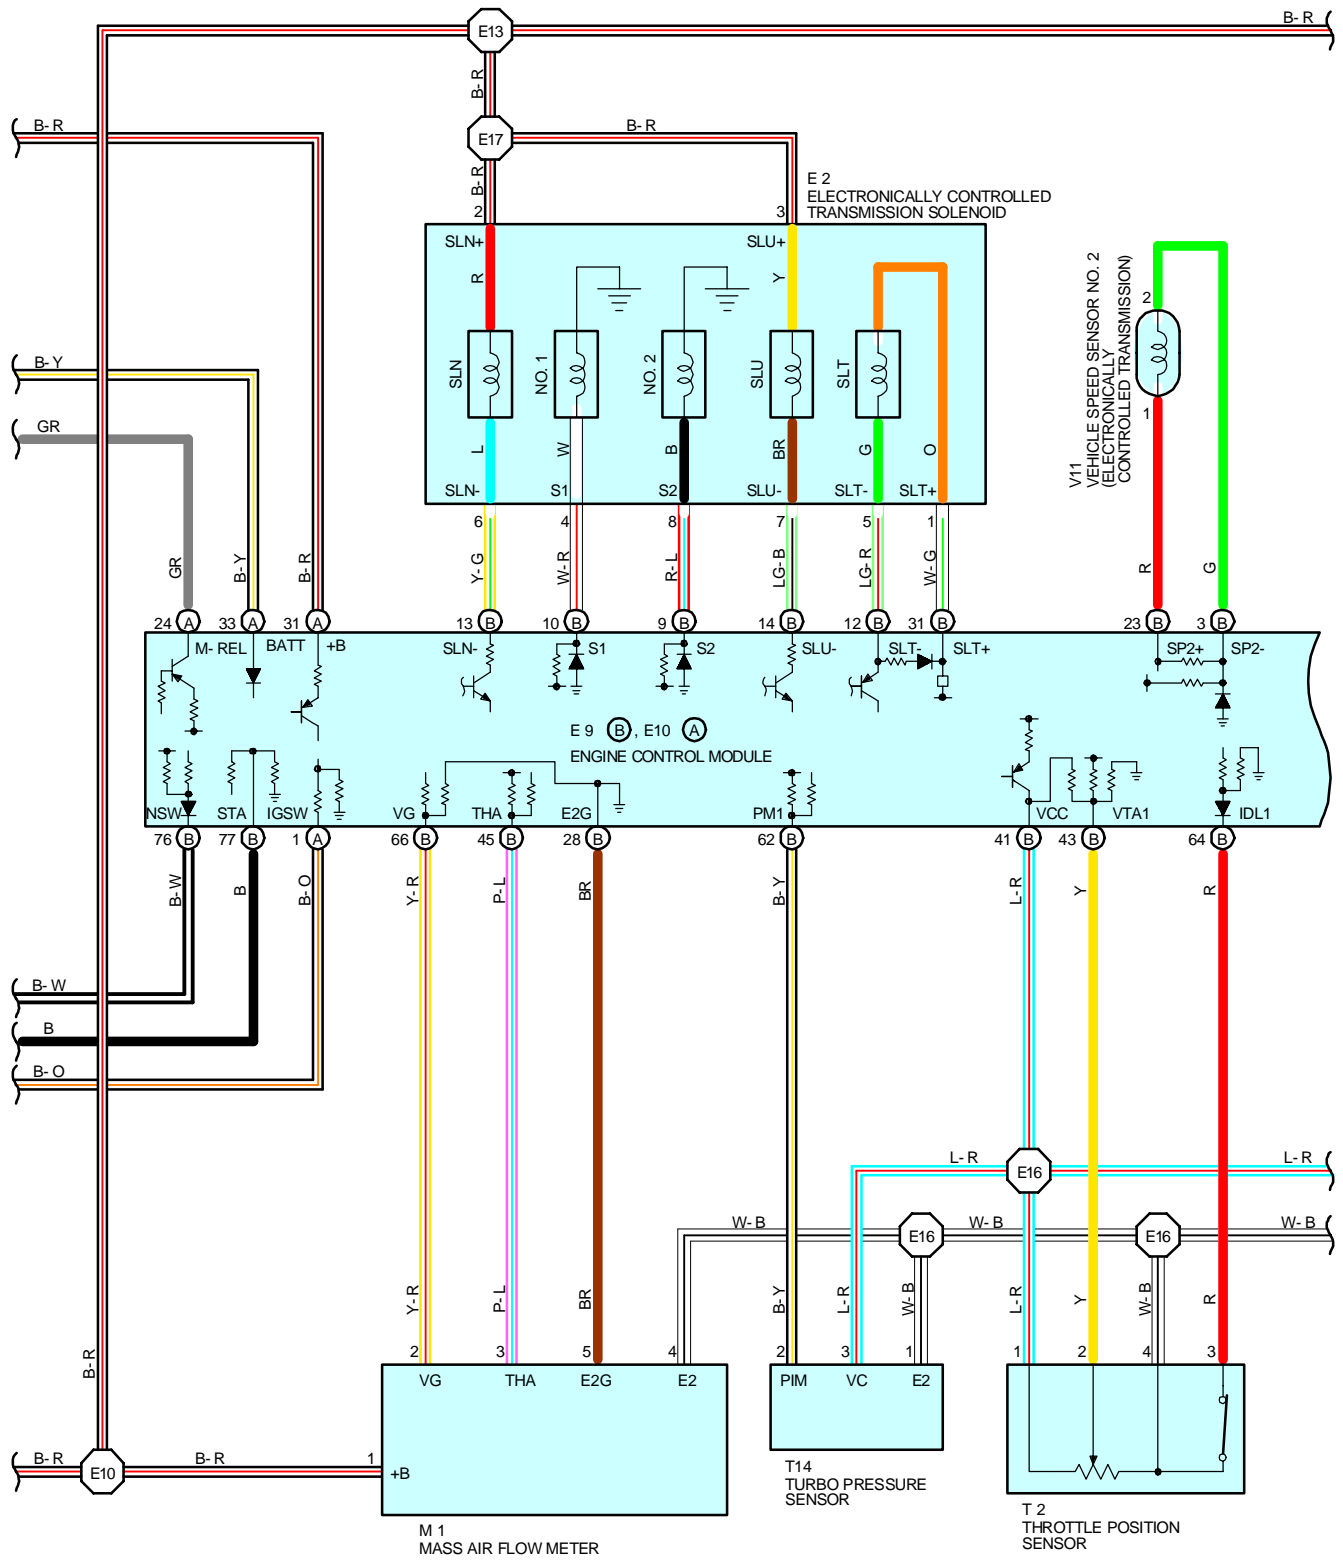 B- R
E13
B- R
B- R
E17
B- R
B- R
E 2
ELECTRONICALLY CONTROLLED
TRANSMISSION SOLENOID
2
3
SLN+
SLU+
R
Y
SLN
NO. 1
NO. 2
SLU
SLT
L
W
B
BR
G
O
SLN-
S1
S2
SLU-
SLT-
SLT+
6
4
8
7
5
1
Y- G
W- R
R- L
LG- B
LG- R
W- G
V11
VEHICLE SPEED SENSOR NO. 2
(ELECTRONICALLY
CONTROLLED TRANSMISSION)
2
1
R
G
B- Y
GR
GR
B- Y
B- R
24 A
33 A
31 A
13 B
10 B
9 B
14 B
12 B
31 B
23 B
3 B
M- REL
BATT
+B
SLN-
S1
S2
SLU-
SLT-
SLT+
SP2+
SP2-
E 9 B , E10 A
ENGINE CONTROL MODULE
NSW
STA
IGSW
VG
THA
E2G
PM1
VCC
VTA1
IDL1
76 B
77 B
1 A
66 B
45 B
28 B
62 B
41 B
43 B
64 B
B- W
B
B- O
Y- R
P- L
BR
B- Y
L- R
Y
R
B- W
B
B- O
L- R
E16
L- R
W- B
E16
W- B
E16
W- B
B- R
Y- R
P- L
BR
B- Y
L- R
W- B
L- R
Y
W- B
R
2
3
5
4
2
3
1
1
2
4
3
VG
THA
E2G
E2
PIM
VC
E2
B- R
E10
B- R
1
+B
M 1
MASS AIR FLOW METER
T14
TURBO PRESSURE
SENSOR
T 2
THROTTLE POSITION
SENSOR